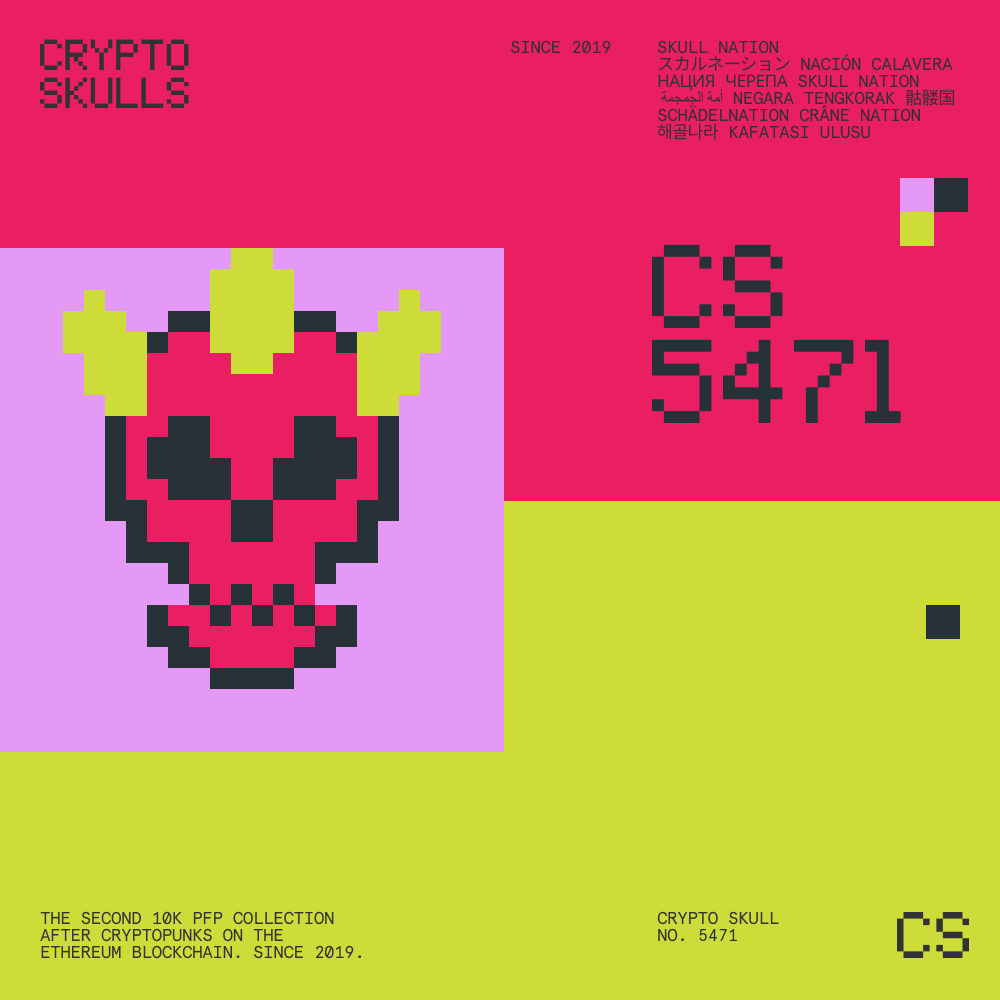 CRYPTO
SKULLS
SINCE 2019
SKULL NATION
スカルネーション NACIÓN CALAVERA
НАЦИЯ ЧЕРЕПА SKULL NATION
أمة الجمجمة NEGARA TENGKORAK 骷髅国
SCHÄDELNATION CRÂNE NATION
해골나라 KAFATASI ULUSU
CS
5471
THE SECOND 10K PFP COLLECTION
AFTER CRYPTOPUNKS ON THE
ETHEREUM BLOCKCHAIN. SINCE 2019.
CRYPTO SKULL
NO. 5471
CS